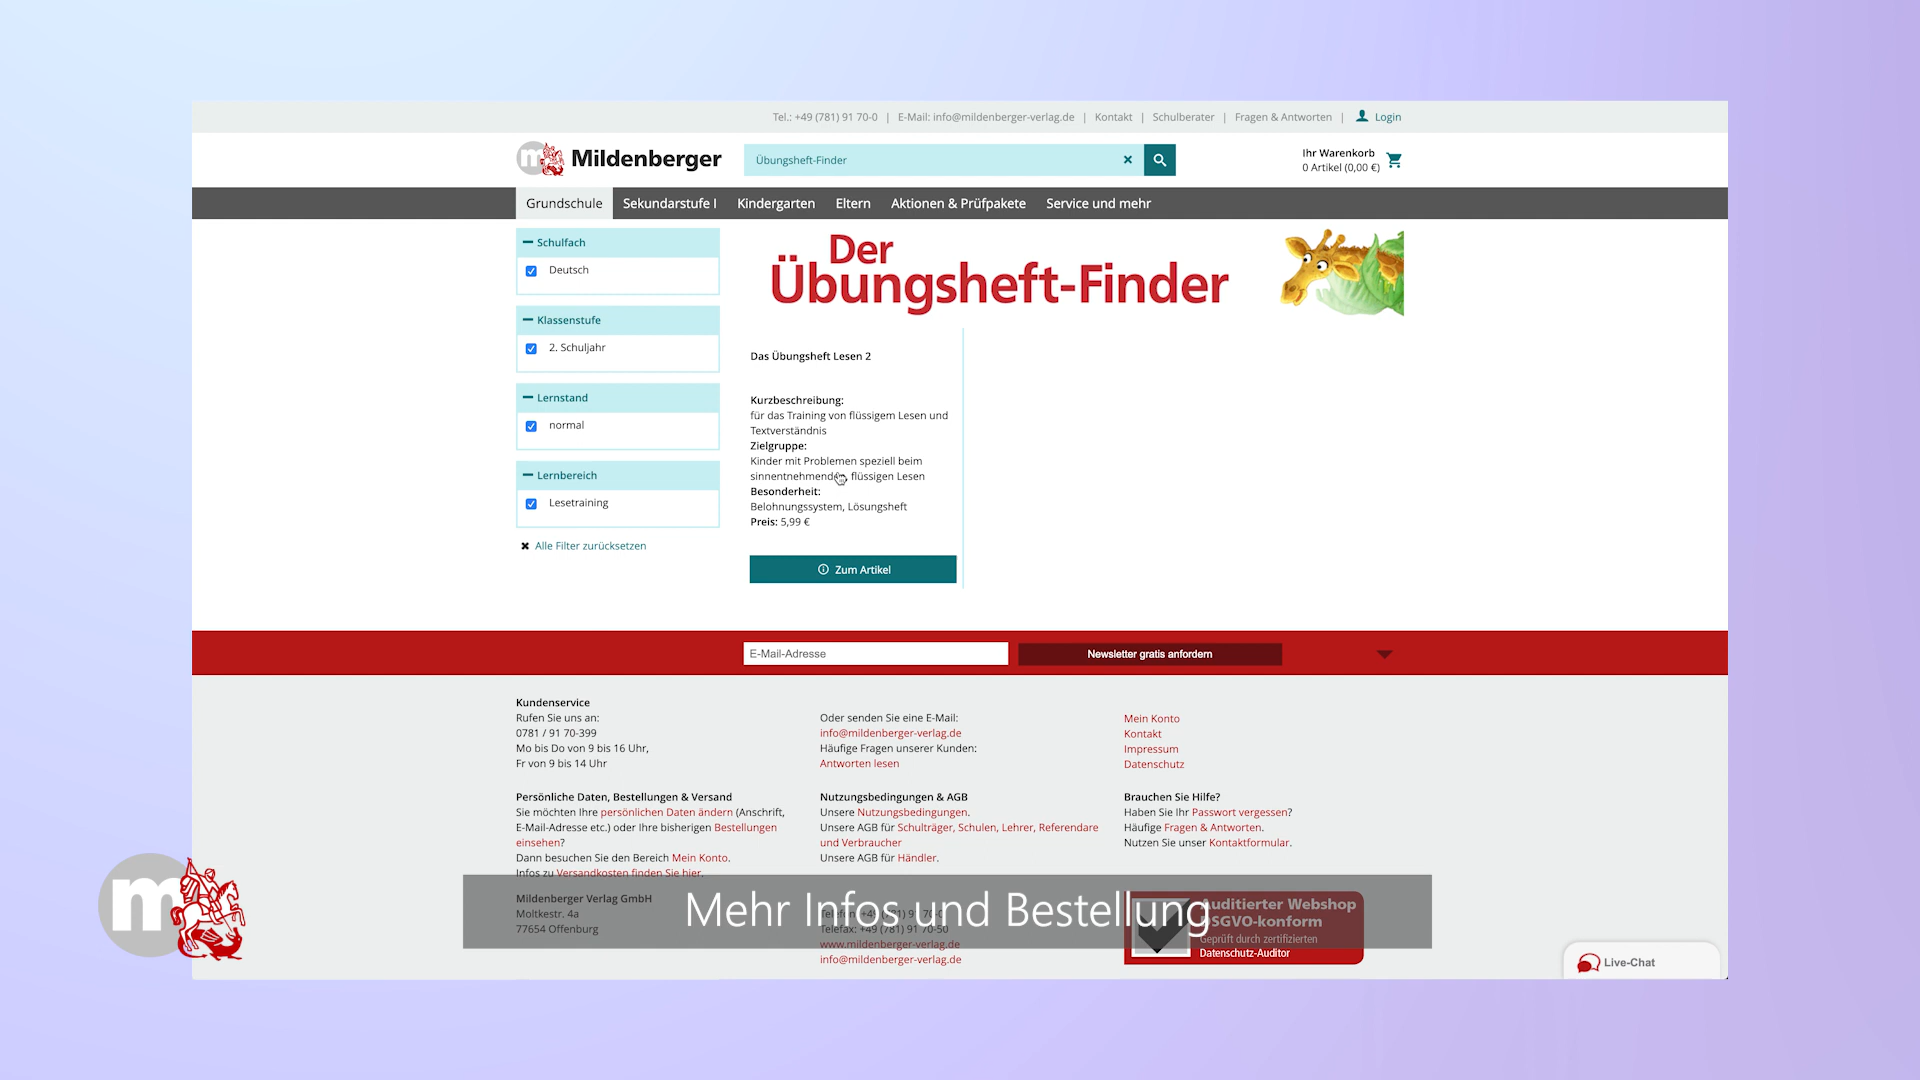 Tel.: +49 (781) 91 70-0 | E-Mail: info@mildenberger-verlag.de | Kontakt | Schulberater | Fragen & Antworten | Login
m Mildenberger
Übungsheft-Finder
Ihr Warenkorb
0 Artikel (0,00 €)
Grundschule Sekundarstufe I Kindergarten Eltern Aktionen & Prüfpakete Service und mehr
Schulfach
Deutsch
Klassenstufe
2. Schuljahr
Lernstand
normal
Lernbereich
Lesetraining
Alle Filter zurücksetzen
Der
Übungsheft-Finder
Das Übungsheft Lesen 2
Kurzbeschreibung:
für das Training von flüssigem Lesen und
Textverständnis
Zielgruppe:
Kinder mit Problemen speziell beim
flüssigen Lesen
Besonderheit:
Belohnungssystem, Lösungsheft
Preis: 5,99 €
Zum Artikel
E-Mail-Adresse
Newsletter gratis anfordern
Kundenservice
Rufen Sie uns an:
0781 / 91 70-399
Mo bis Do von 9 bis 16 Uhr,
Fr von 9 bis 14 Uhr
Oder senden Sie eine E-Mail:
info@mildenberger-verlag.de
Häufige Fragen unserer Kunden:
Antworten lesen
Mein Konto
Kontakt
Impressum
Datenschutz
Persönliche Daten, Bestellungen & Versand
Sie möchten Ihre persönlichen Daten ändern (Anschrift,
E-Mail-Adresse etc.) oder Ihre bisherigen Bestellungen
einsehen?
Dann besuchen Sie den Bereich Mein Konto.
Infos zu Versandkosten finden Sie hier.
Nutzungsbedingungen & AGB
Unsere Nutzungsbedingungen.
Unsere AGB für Schulträger, Schulen, Lehrer, Referendare
und Verbraucher
Unsere AGB für Händler.
Brauchen Sie Hilfe?
Haben Sie Ihr Passwort vergessen?
Häufige Fragen & Antworten.
Nutzen Sie unser Kontaktformular.
Mildenberger Verlag GmbH
Moltkestr. 4a
77654 Offenburg
Telefax: +49 (781) 91 70-50
www.mildenberger-verlag.de
info@mildenberger-verlag.de
Mehr Infos und Bestellung
Auditierter Webshop
DSGVO-konform
Geprüft durch zertifizierten
Datenschutz-Auditor
Live-Chat
m